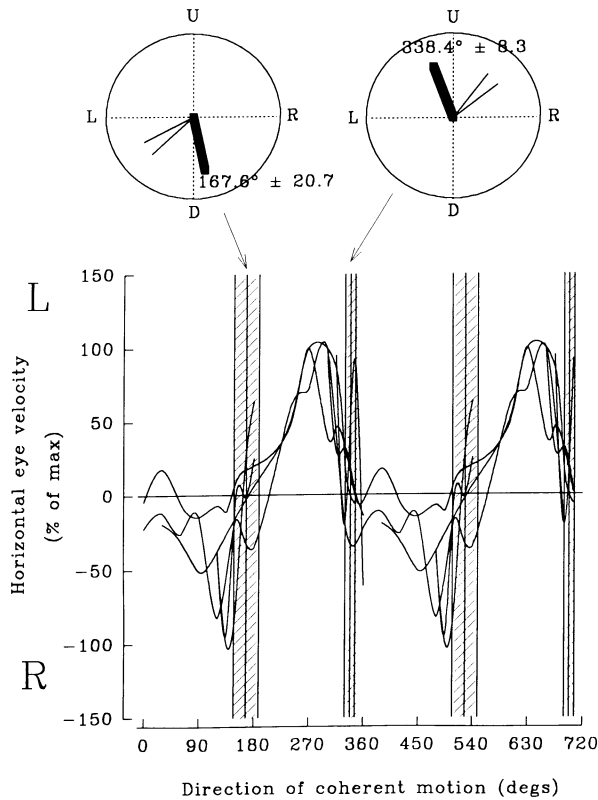 U
U
338.4° ± 8.3
L
R
L
R
167.6° ± 20.7
D
D
L
R
Horizontal eye velocity
(% of max)
150
100
50
0
−50
−100
−150
0 90 180 270 360 450 540 630 720
Direction of coherent motion (degs)